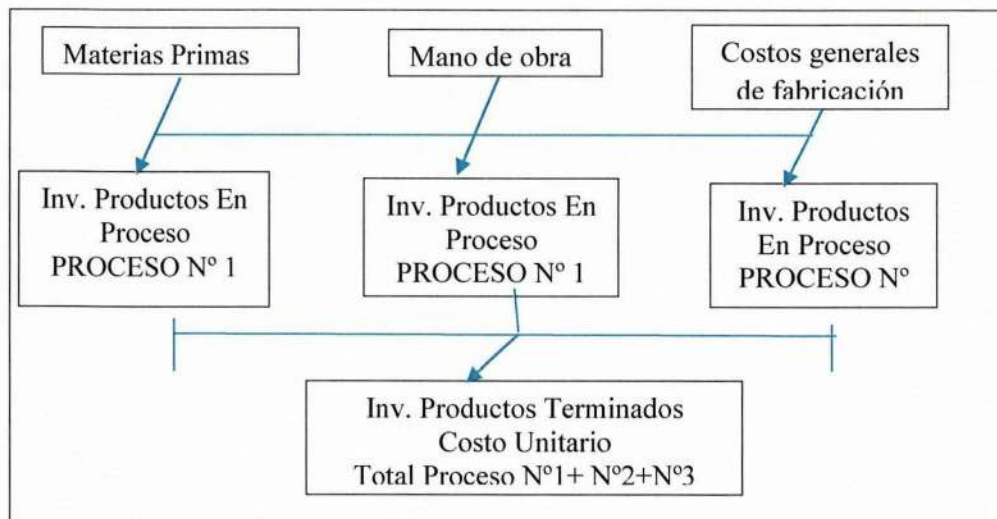 Materias Primas
Mano de obra
Costos generales
de fabricación
Inv. Productos En
Proceso
PROCESO Nº 1
Inv. Productos En
Proceso
PROCESO Nº 1
Inv. Productos
En Proceso
PROCESO Nº
Inv. Productos Terminados
Costo Unitario
Total Proceso Nº1+ Nº2+Nº3